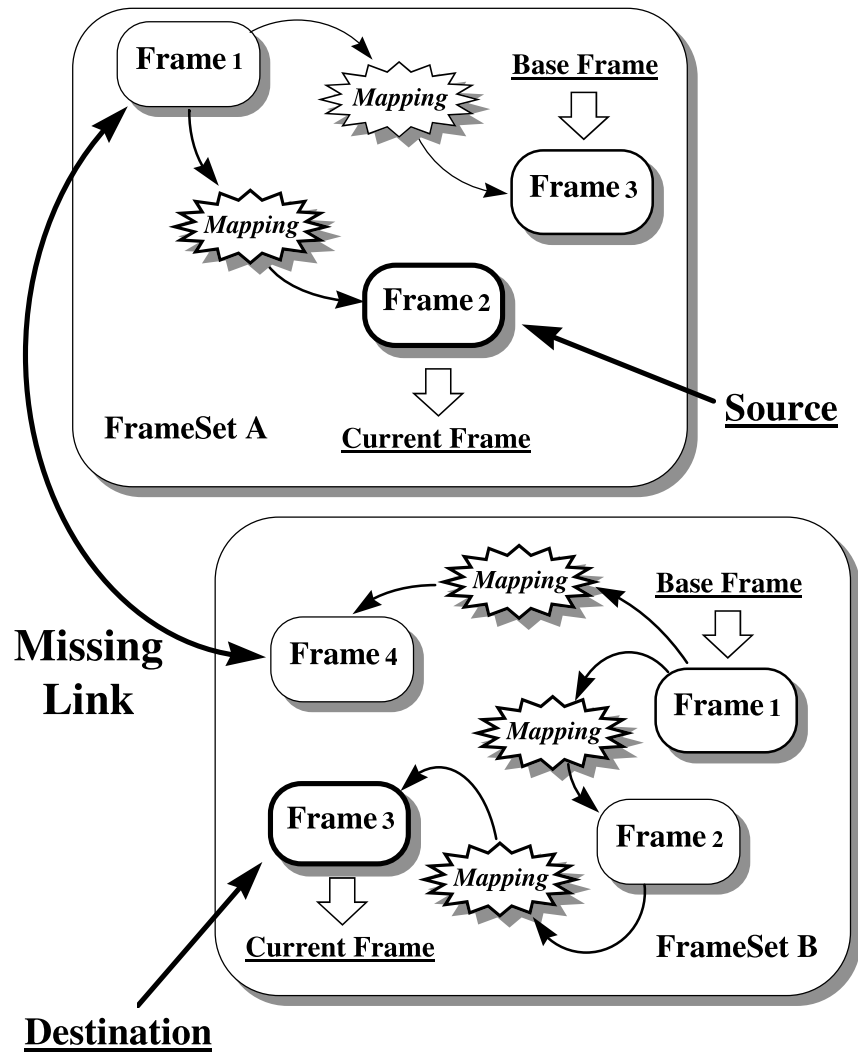 Frame 1
Mapping
Base Frame
Frame 3
Mapping
Frame 2
Source
FrameSet A
Current Frame
Mapping
Base Frame
Missing
Link
Frame 4
Frame 1
Mapping
Frame 3
Frame 2
Mapping
Current Frame
FrameSet B
Destination